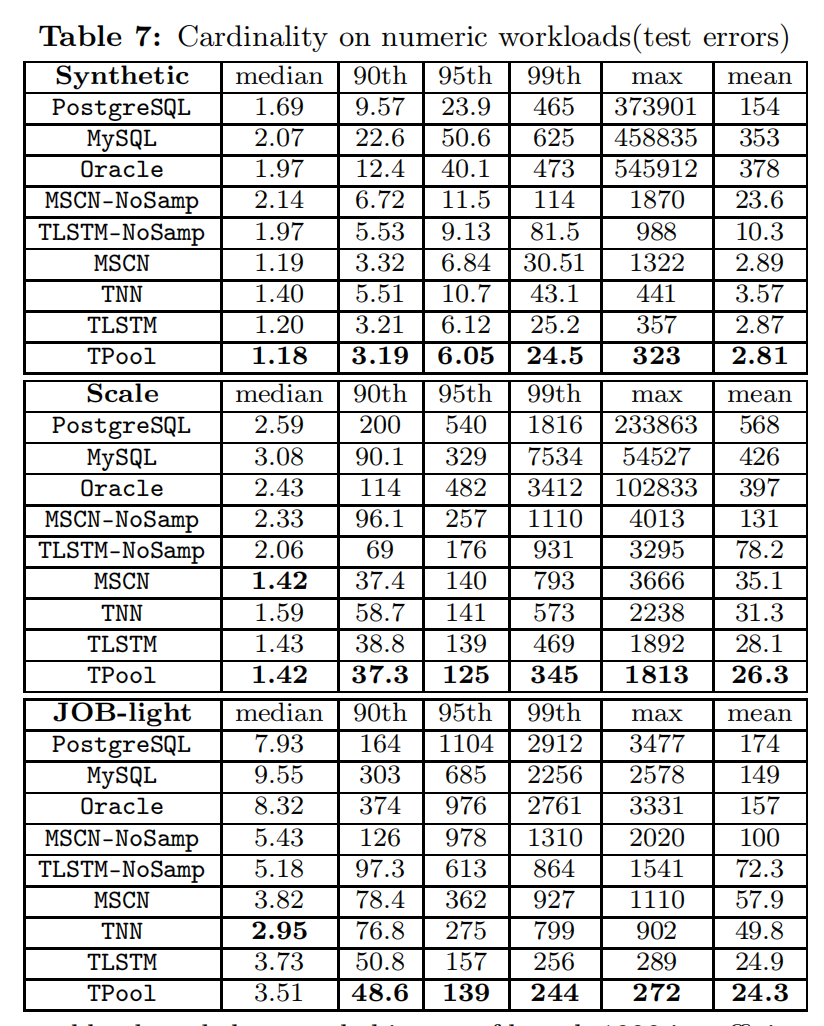 Table 7: Cardinality on numeric workloads(test errors)
Synthetic median 90th 95th 99th max mean
PostgreSQL 1.69 9.57 23.9 465 373901 154
MySQL 2.07 22.6 50.6 625 458835 353
Oracle 1.97 12.4 40.1 473 545912 378
MSCN-NoSamp 2.14 6.72 11.5 114 1870 23.6
TLSTM-NoSamp 1.97 5.53 9.13 81.5 988 10.3
MSCN 1.19 3.32 6.84 30.51 1322 2.89
TNN 1.40 5.51 10.7 43.1 441 3.57
TLSTM 1.20 3.21 6.12 25.2 357 2.87
TPool 1.18 3.19 6.05 24.5 323 2.81
Scale median 90th 95th 99th max mean
PostgreSQL 2.59 200 540 1816 233863 568
MySQL 3.08 90.1 329 7534 54527 426
Oracle 2.43 114 482 3412 102833 397
MSCN-NoSamp 2.33 96.1 257 1110 4013 131
TLSTM-NoSamp 2.06 69 176 931 3295 78.2
MSCN 1.42 37.4 140 793 3666 35.1
TNN 1.59 58.7 141 573 2238 31.3
TLSTM 1.43 38.8 139 469 1892 28.1
TPool 1.42 37.3 125 345 1813 26.3
JOB-light median 90th 95th 99th max mean
PostgreSQL 7.93 164 1104 2912 3477 174
MySQL 9.55 303 685 2256 2578 149
Oracle 8.32 374 976 2761 3331 157
MSCN-NoSamp 5.43 126 978 1310 2020 100
TLSTM-NoSamp 5.18 97.3 613 864 1541 72.3
MSCN 3.82 78.4 362 927 1110 57.9
TNN 2.95 76.8 275 799 902 49.8
TLSTM 3.73 50.8 157 256 289 24.9
TPool 3.51 48.6 139 244 272 24.3